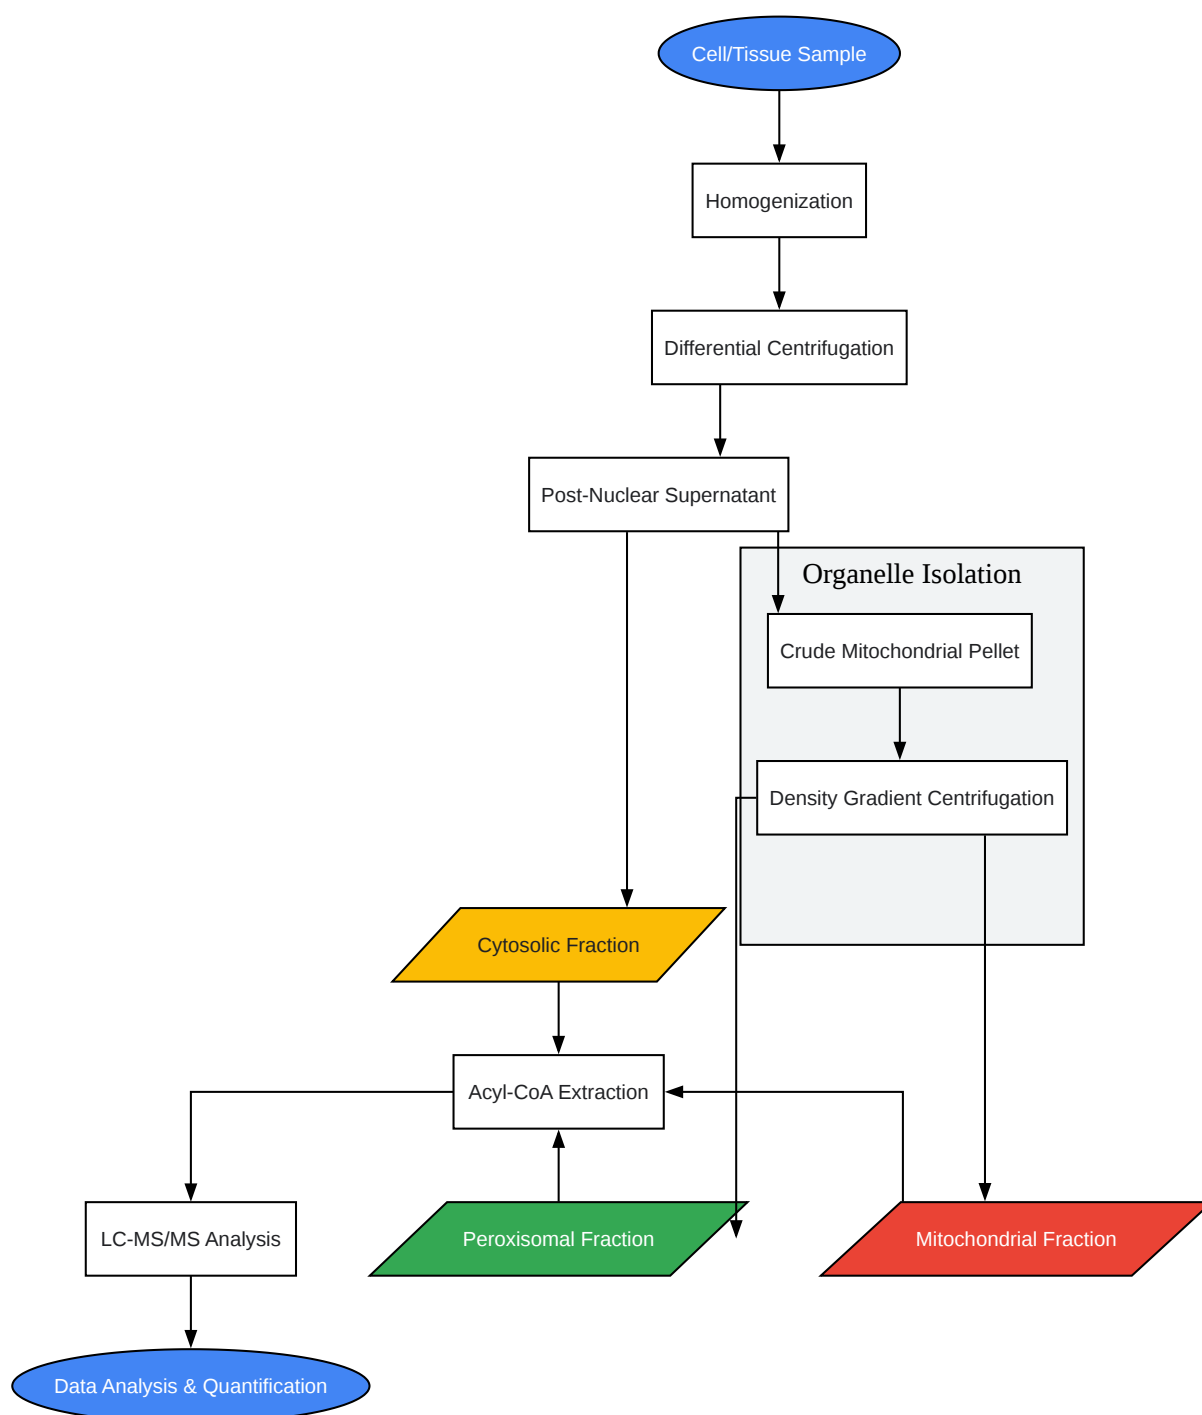 Cell/Tissue Sample
Homogenization
Differential Centrifugation
Post-Nuclear Supernatant
Organelle Isolation
Crude Mitochondrial Pellet
Density Gradient Centrifugation
Cytosolic Fraction
Acyl-CoA Extraction
LC-MS/MS Analysis
Peroxisomal Fraction
Mitochondrial Fraction
Data Analysis & Quantification